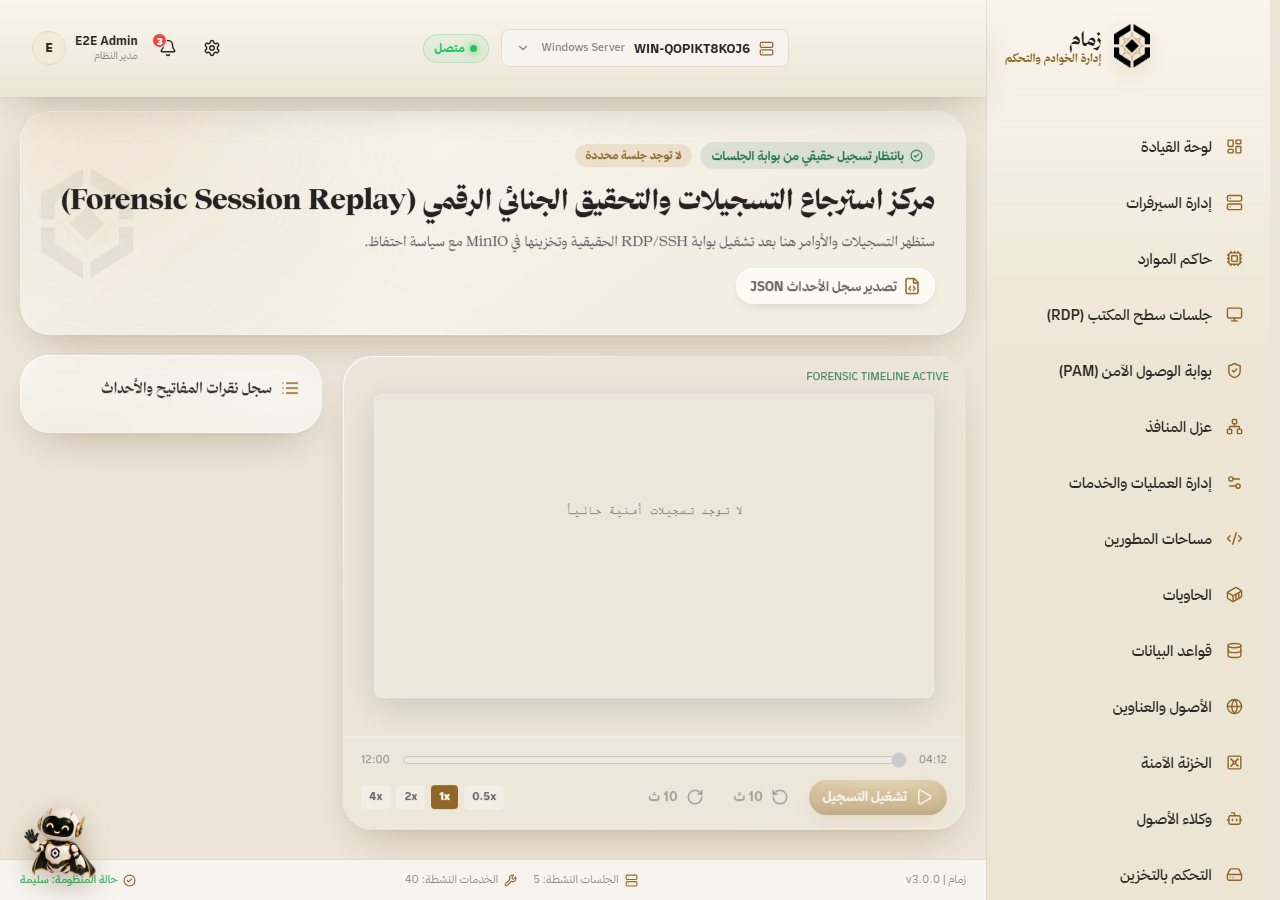 زمام
إدارة الخوادم والتحكم
لوحة القيادة
إدارة السيرفرات
حاكم الموارد
جلسات سطح المكتب (RDP)
بوابة الوصول الآمن (PAM)
عزل المنافذ
إدارة العمليات والخدمات
مساحات المطورين
الحاويات
قواعد البيانات
الأصول والعناوين
الخزنة الآمنة
وكلاء الأصول
التحكم بالتخزين
WIN-QOPIKT8KOJ6 Windows Server
متصل
3
E2E Admin
مدير النظام
E
بانتظار تسجيل حقيقي من بوابة الجلسات
لا توجد جلسة محددة
مركز استرجاع التسجيلات والتحقيق الجنائي الرقمي (Forensic Session Replay)
ستظهر التسجيلات والأوامر هنا بعد تشغيل بوابة RDP/SSH الحقيقية وتخزينها في MinIO مع سياسة احتفاظ.
تصدير سجل الأحداث JSON
FORENSIC TIMELINE ACTIVE
لا توجد تسجيلات أمنية حالياً
04:12
12:00
تشغيل التسجيل
10 ث
10 ث
0.5x
1x
2x
4x
سجل نقرات المفاتيح والأحداث
زمام | v3.0.0
الجلسات النشطة: 5
الخدمات النشطة: 40
حالة المنظومة: سليمة